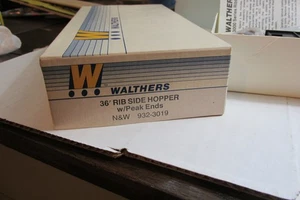 W
WALTHERS
36' RIB SIDE HOPPER
w/Peak Ends
N&W 932-3019
WALTHERS